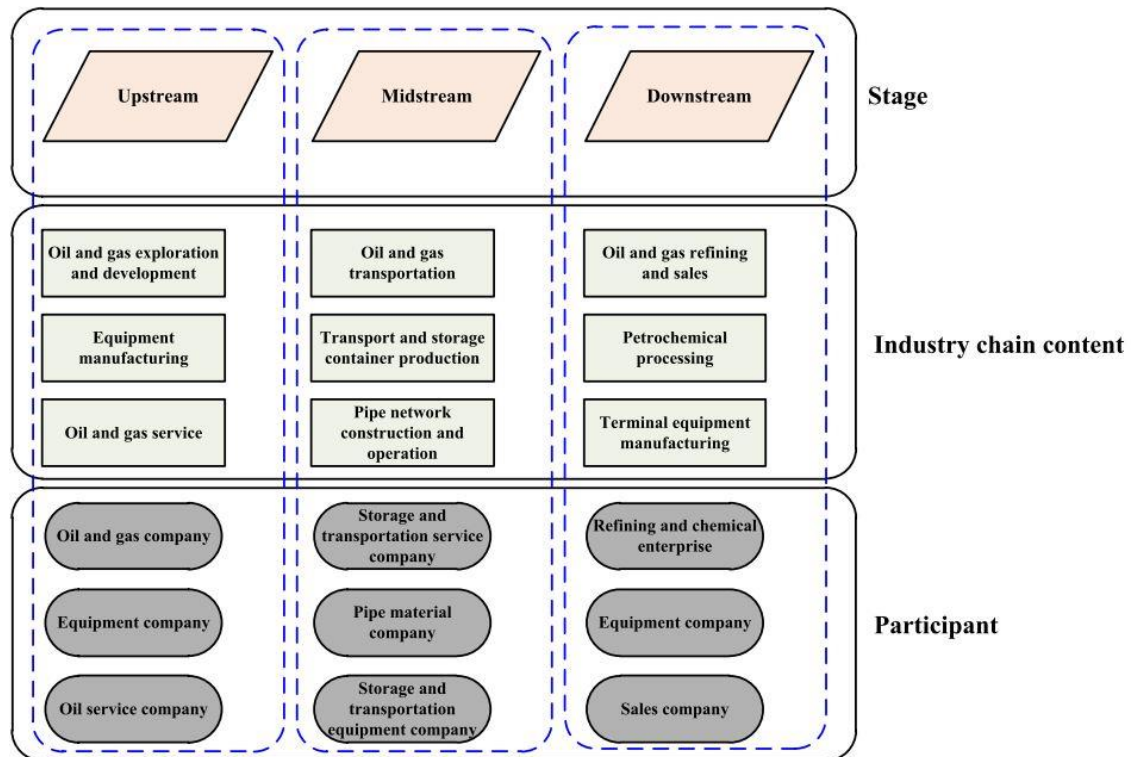 Upstream
Midstream
Downstream
Stage
Oil and gas exploration
and development
Oil and gas
transportation
Oil and gas refining
and sales
Equipment
manufacturing
Transport and storage
container production
Petrochemical
processing
Industry chain content
Oil and gas service
Pipe network
construction and
operation
Terminal equipment
manufacturing
Oil and gas company
Storage and
transportation service
company
Refining and chemical
enterprise
Equipment company
Pipe material
company
Equipment company
Participant
Oil service company
Storage and
transportation
equipment company
Sales company